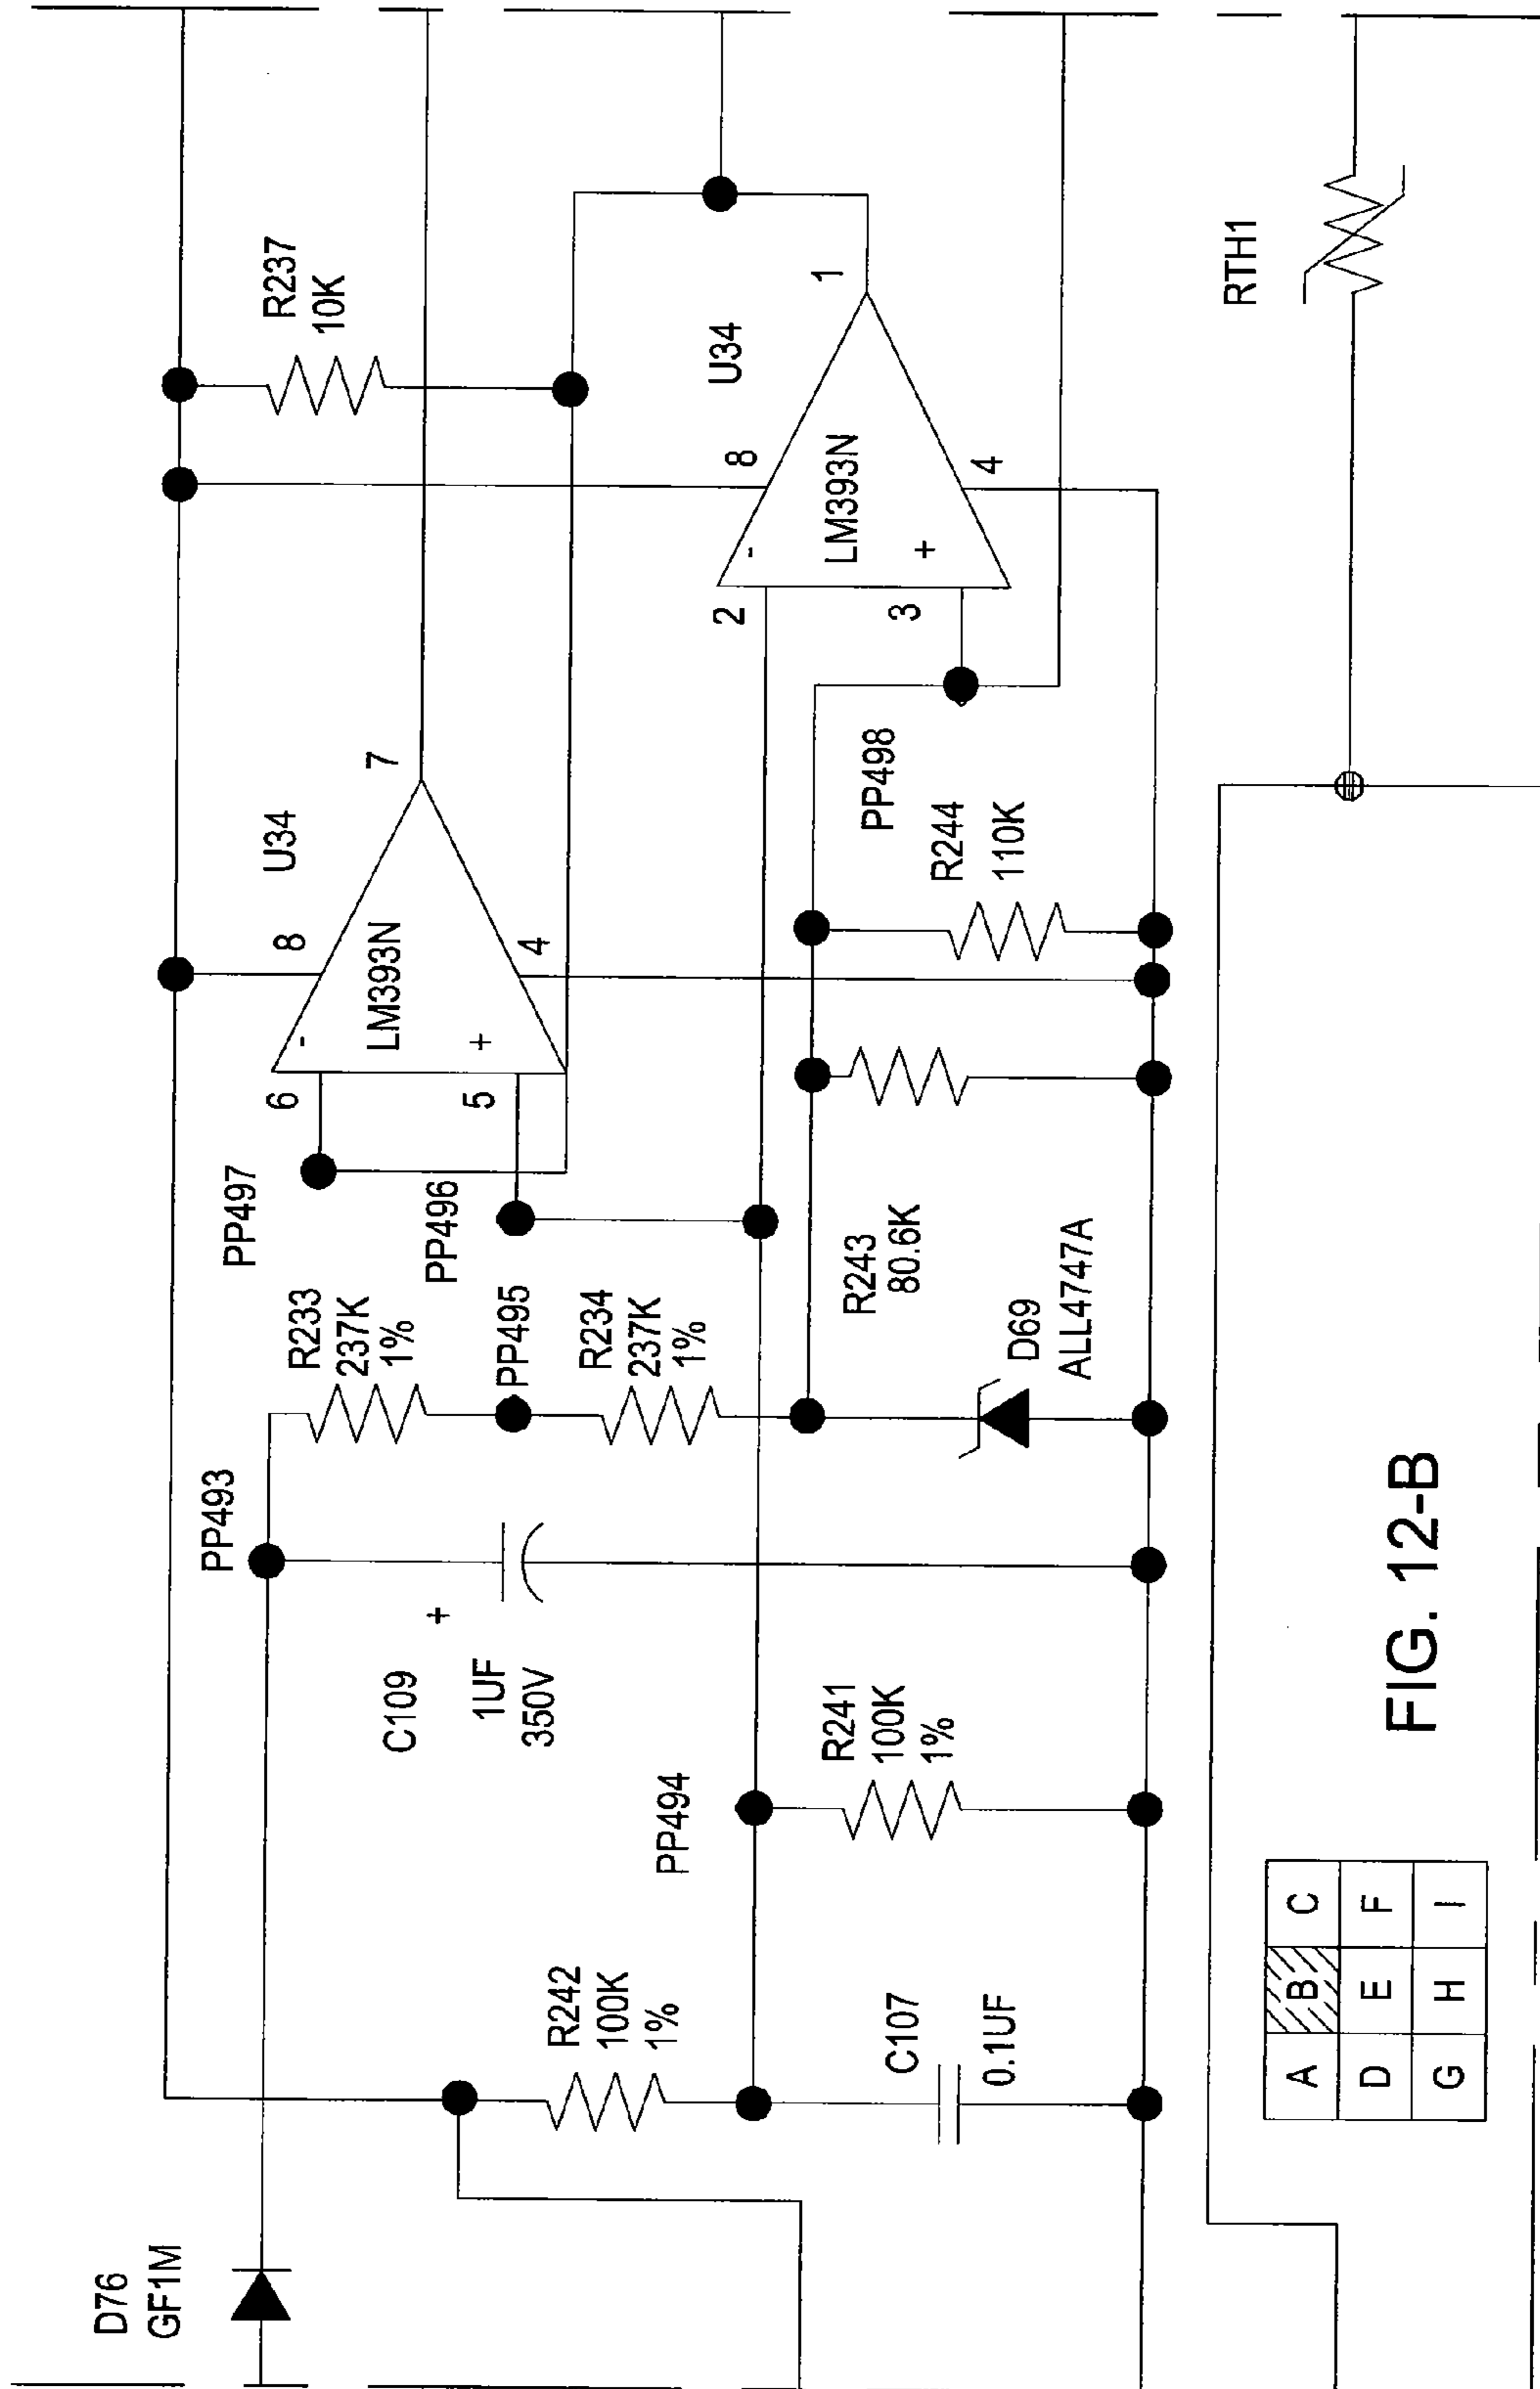 D76
GF1M
R242
100K
1%
C107
0.1UF
PP494
R241
100K
1%
PP493
C109
+
1UF
350V
R233
237K
1%
PP495
R234
237K
1%
D69
ALL4747A
PP497
PP496
6
5
-
+
LM393N
8
4
U34
7
R243
80.6K
R244
110K
PP498
2
3
-
+
LM393N
8
4
U34
1
R237
10K
RTH1
A B C
D E F
G H I
FIG. 12-B